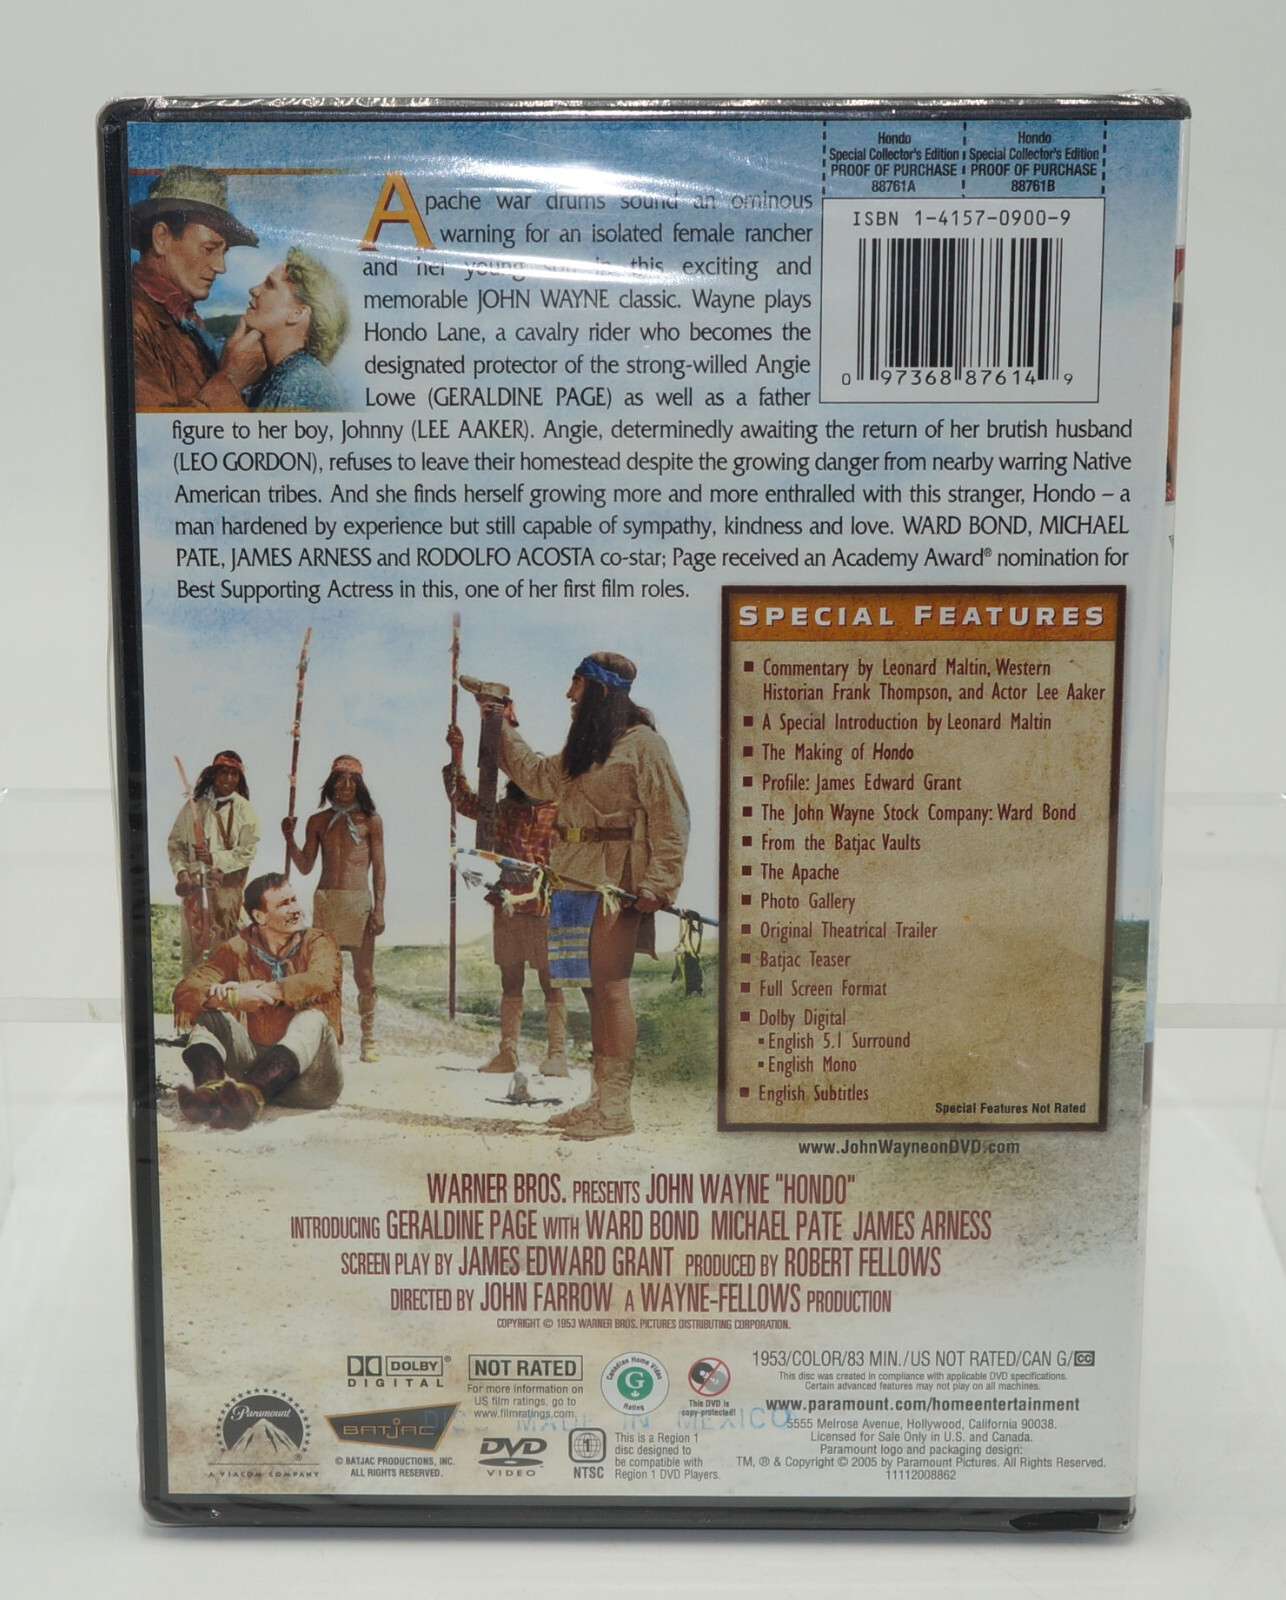 Hondo
Special Collector's Edition
PROOF OF PURCHASE
88761A
Hondo
Special Collector's Edition
PROOF OF PURCHASE
88761B
ISBN 1-4157-0900-9
0 97368 87614 9
Apache war drums sound an ominous
warning for an isolated female rancher
and her young son in this exciting and
memorable JOHN WAYNE classic. Wayne plays
Hondo Lane, a cavalry rider who becomes the
designated protector of the strong-willed Angie
Lowe (GERALDINE PAGE) as well as a father
figure to her boy, Johnny (LEE AAKER). Angie, determinedly awaiting the return of her brutish husband
(LEO GORDON), refuses to leave their homestead despite the growing danger from nearby warring Native
American tribes. And she finds herself growing more and more enthralled with this stranger, Hondo – a
man hardened by experience but still capable of sympathy, kindness and love. WARD BOND, MICHAEL
PATE, JAMES ARNESS and RODOLFO ACOSTA co-star; Page received an Academy Award® nomination for
Best Supporting Actress in this, one of her first film roles.
SPECIAL FEATURES
■ Commentary by Leonard Maltin, Western
Historian Frank Thompson, and Actor Lee Aaker
■ A Special Introduction by Leonard Maltin
■ The Making of Hondo
■ Profile: James Edward Grant
■ The John Wayne Stock Company: Ward Bond
■ From the Batjac Vaults
■ The Apache
■ Photo Gallery
■ Original Theatrical Trailer
■ Batjac Teaser
■ Full Screen Format
■ Dolby Digital
▪ English 5.1 Surround
▪ English Mono
■ English Subtitles
Special Features Not Rated
www.JohnWayneonDVD.com
WARNER BROS. PRESENTS JOHN WAYNE "HONDO"
INTRODUCING GERALDINE PAGE WITH WARD BOND MICHAEL PATE JAMES ARNESS
SCREEN PLAY BY JAMES EDWARD GRANT PRODUCED BY ROBERT FELLOWS
DIRECTED BY JOHN FARROW A WAYNE-FELLOWS PRODUCTION
COPYRIGHT © 1953 WARNER BROS. PICTURES DISTRIBUTING CORPORATION.
DOLBY®
DIGITAL
NOT RATED
For more information on
US film ratings, go to
www.filmratings.com
Canadian Home Video
G
Rating
This DVD is
copy-protected!
1953/COLOR/83 MIN./US NOT RATED/CAN G/CC
This disc was created in compliance with applicable DVD specifications.
Certain advanced features may not play on all machines.
www.paramount.com/homeentertainment
5555 Melrose Avenue, Hollywood, California 90038.
Licensed for Sale Only in U.S. and Canada.
Paramount logo and packaging design:
TM, ® & Copyright © 2005 by Paramount Pictures. All Rights Reserved.
11112008862
DISC MADE IN MEXICO
Paramount
®
A VIACOM COMPANY
BATJAC
© BATJAC PRODUCTIONS, INC.
ALL RIGHTS RESERVED.
DVD
VIDEO
1
NTSC
This is a Region 1
disc designed to
be compatible with
Region 1 DVD Players.